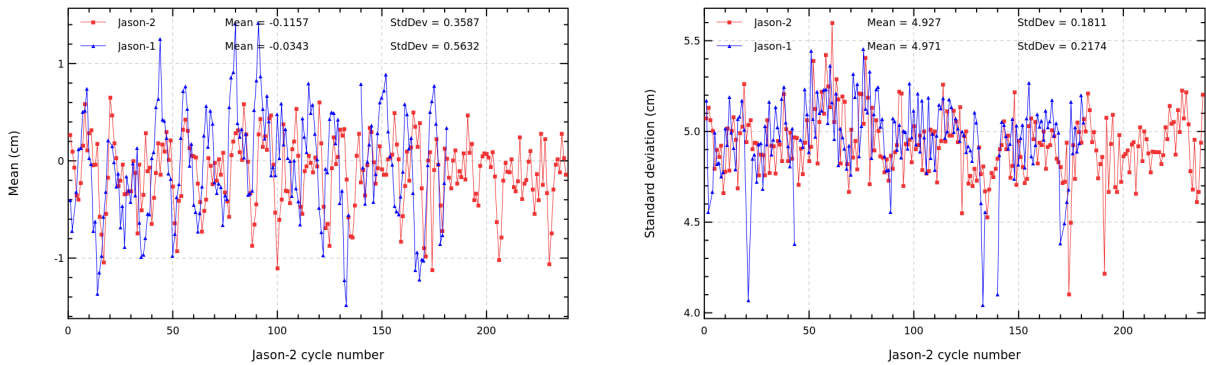 Jason-2 Mean = -0.1157 StdDev = 0.3587
Jason-1 Mean = -0.0343 StdDev = 0.5632
1
0
-1
0 50 100 150 200
Mean (cm)
Jason-2 cycle number
Jason-2 Mean = 4.927 StdDev = 0.1811
Jason-1 Mean = 4.971 StdDev = 0.2174
5.5
5.0
4.5
4.0
0 50 100 150 200
Standard deviation (cm)
Jason-2 cycle number